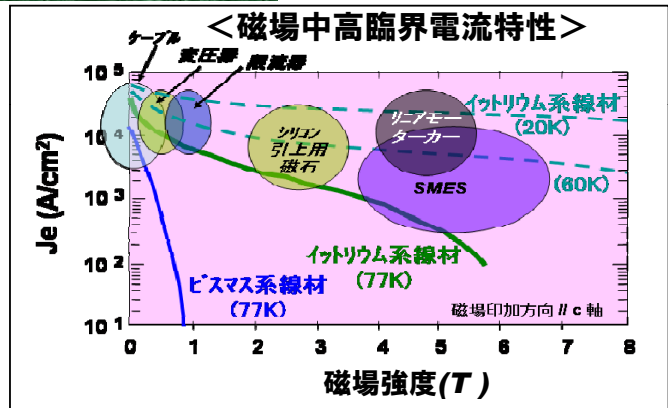 ＜磁場中高臨界電流特性＞
ケーブル
変圧器
限流器
Je (A/cm²)
10⁵
10⁴
10³
10²
10¹
イットリウム系線材
(20K)
リニアモー
ターカー
シリコン
引上用
磁石
SMES
(60K)
イットリウム系線材
(77K)
ビスマス系線材
(77K)
磁場印加方向 // c 軸
0 1 2 3 4 5 6 7 8
磁場強度(T)